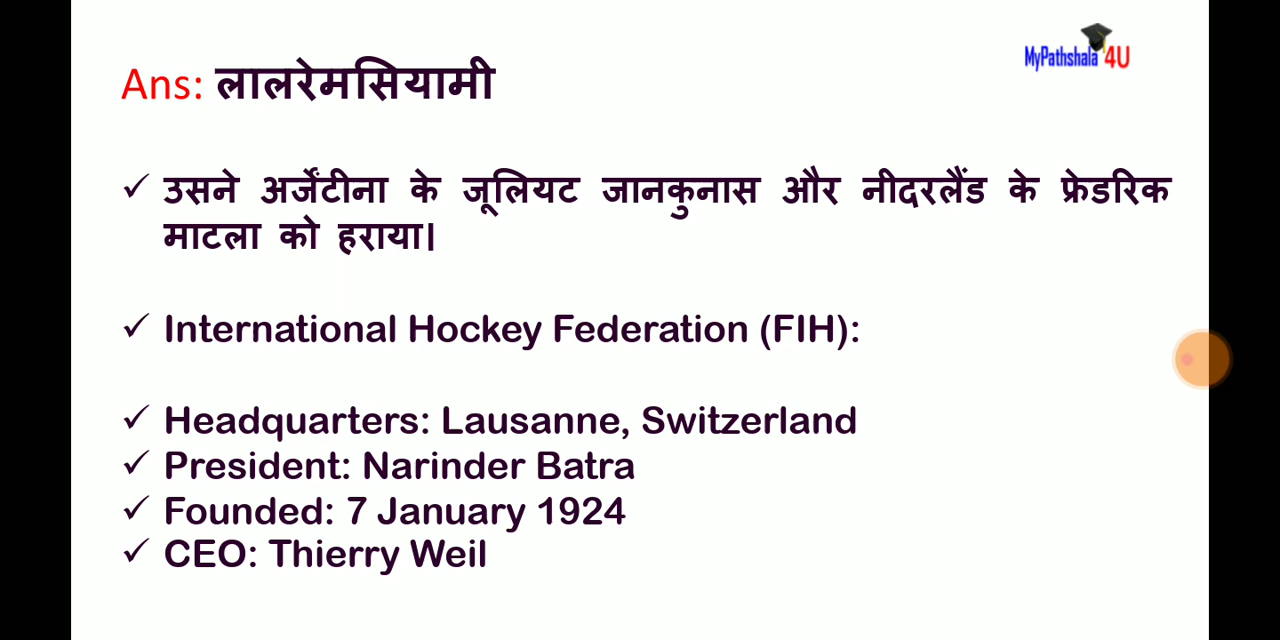 MyPathshala 4U
Ans: लालरेमसियामी
✓ उसने अर्जेंटीना के जूलियट जानकुनास और नीदरलैंड के फ्रेडरिक
माटला को हराया।
✓ International Hockey Federation (FIH):
✓ Headquarters: Lausanne, Switzerland
✓ President: Narinder Batra
✓ Founded: 7 January 1924
✓ CEO: Thierry Weil